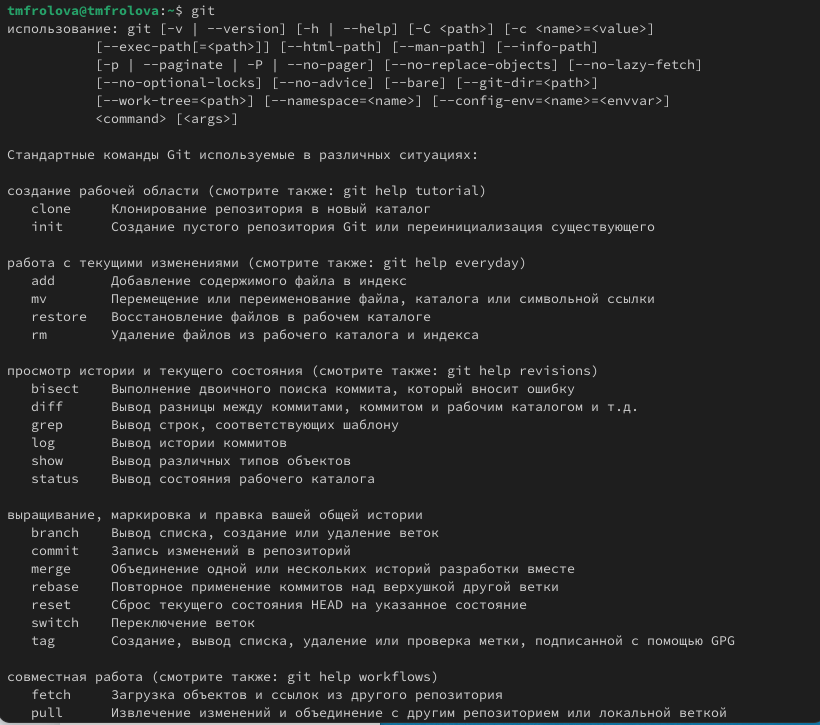 tmfrolova@tmfrolova:~$ git
использование: git [-v | --version] [-h | --help] [-C <path>] [-c <name>=<value>]
           [--exec-path[=<path>]] [--html-path] [--man-path] [--info-path]
           [-p | --paginate | -P | --no-pager] [--no-replace-objects] [--no-lazy-fetch]
           [--no-optional-locks] [--no-advice] [--bare] [--git-dir=<path>]
           [--work-tree=<path>] [--namespace=<name>] [--config-env=<name>=<envvar>]
           <command> [<args>]

Стандартные команды Git используемые в различных ситуациях:

создание рабочей области (смотрите также: git help tutorial)
   clone     Клонирование репозитория в новый каталог
   init      Создание пустого репозитория Git или переинициализация существующего

работа с текущими изменениями (смотрите также: git help everyday)
   add       Добавление содержимого файла в индекс
   mv        Перемещение или переименование файла, каталога или символьной ссылки
   restore   Восстановление файлов в рабочем каталоге
   rm        Удаление файлов из рабочего каталога и индекса

просмотр истории и текущего состояния (смотрите также: git help revisions)
   bisect    Выполнение двоичного поиска коммита, который вносит ошибку
   diff      Вывод разницы между коммитами, коммитом и рабочим каталогом и т.д.
   grep      Вывод строк, соответствующих шаблону
   log       Вывод истории коммитов
   show      Вывод различных типов объектов
   status    Вывод состояния рабочего каталога

выращивание, маркировка и правка вашей общей истории
   branch    Вывод списка, создание или удаление веток
   commit    Запись изменений в репозиторий
   merge     Объединение одной или нескольких историй разработки вместе
   rebase    Повторное применение коммитов над верхушкой другой ветки
   reset     Сброс текущего состояния HEAD на указанное состояние
   switch    Переключение веток
   tag       Создание, вывод списка, удаление или проверка метки, подписанной с помощью GPG

совместная работа (смотрите также: git help workflows)
   fetch     Загрузка объектов и ссылок из другого репозитория
   pull      Извлечение изменений и объединение с другим репозиторием или локальной веткой